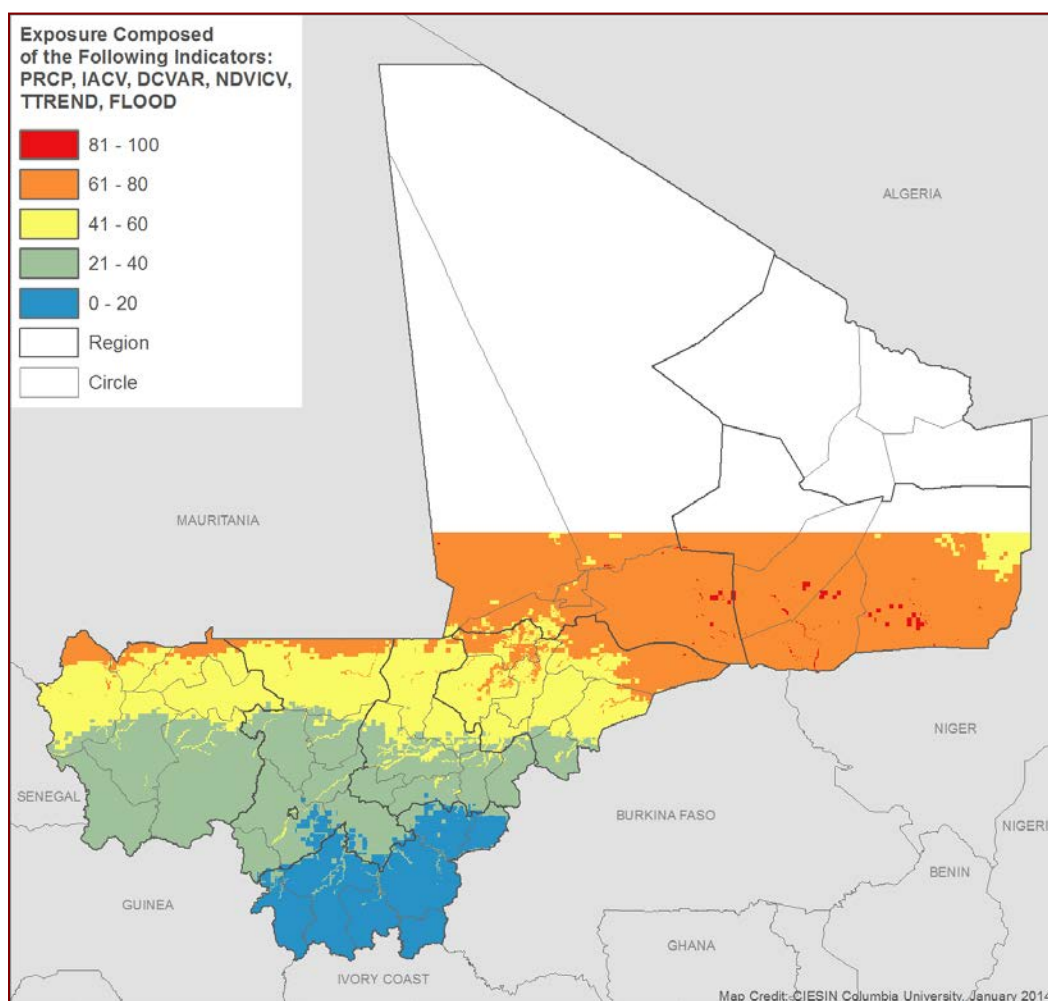 Exposure Composed
of the Following Indicators:
PRCP, IACV, DCVAR, NDVICV,
TTREND, FLOOD
81 - 100
61 - 80
41 - 60
21 - 40
0 - 20
Region
Circle
ALGERIA
MAURITANIA
NIGER
SENEGAL
BURKINA FASO
NIGERI
BENIN
GUINEA
GHANA
IVORY COAST
Map Credit: CIESIN Columbia University, January 2014